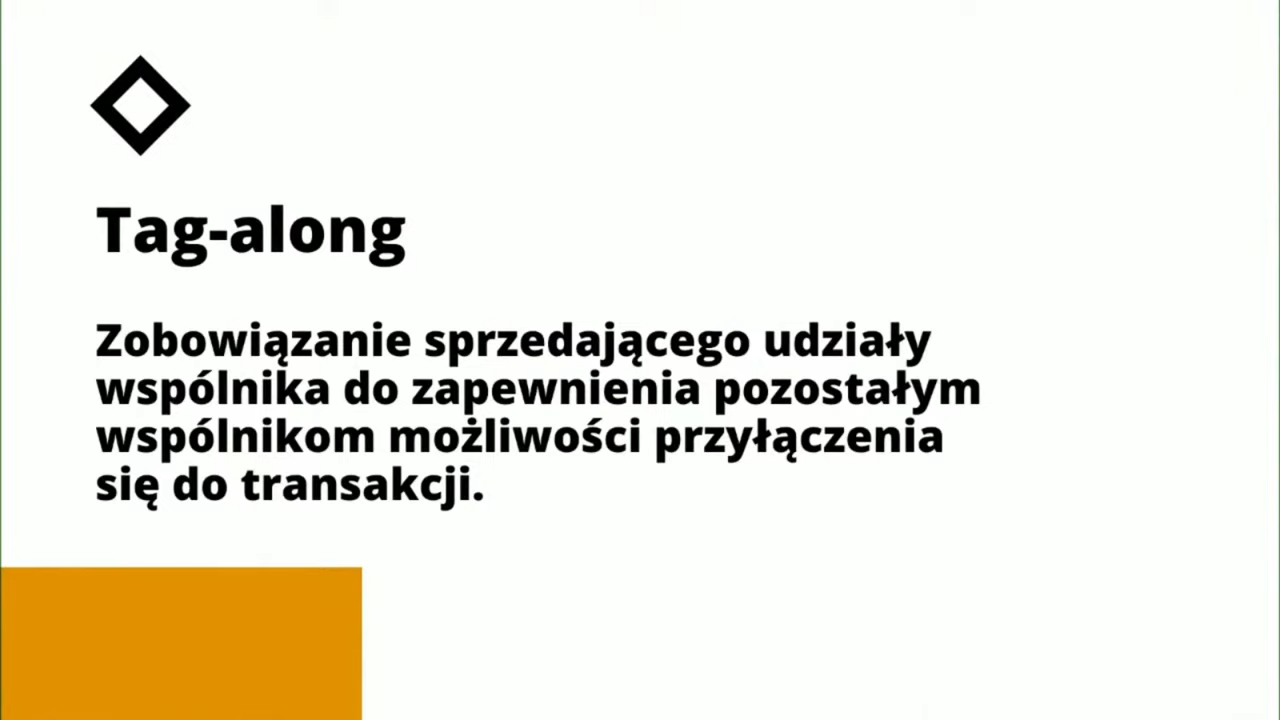 Tag-along
Zobowiązanie sprzedającego udziały
wspólnika do zapewnienia pozostałym
wspólnikom możliwości przyłączenia
się do transakcji.